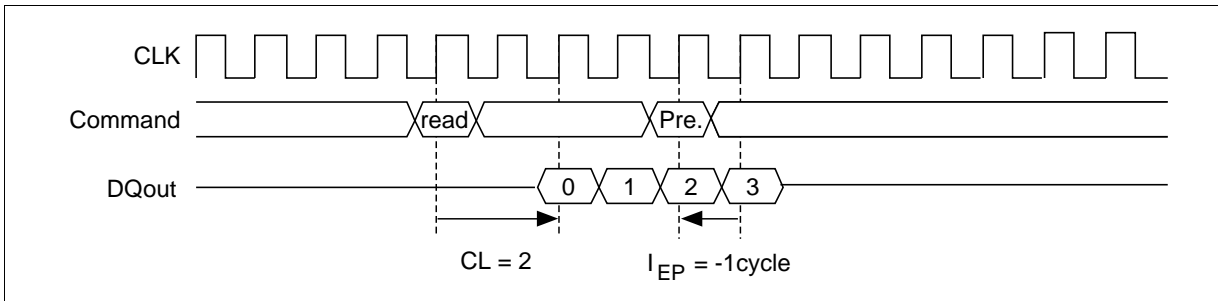 CLK
Command read Pre.
DQout 0 1 2 3
CL = 2 I EP = -1cycle